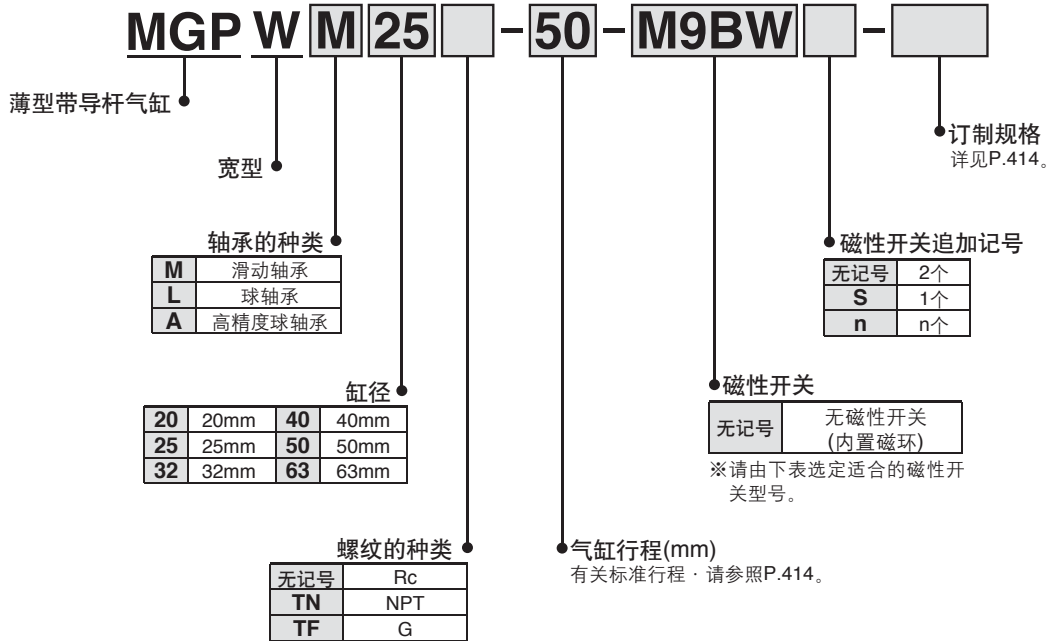 MGP W M 25 - 50 - M9BW -
薄型带导杆气缸
宽型
订制规格
详见P.414。
轴承的种类
M 滑动轴承
L 球轴承
A 高精度球轴承
磁性开关追加记号
无记号 2个
S 1个
n n个
缸径
20 20mm 40 40mm
25 25mm 50 50mm
32 32mm 63 63mm
磁性开关
无记号 无磁性开关
(内置磁环)
※请由下表选定适合的磁性开
关型号。
螺纹的种类
无记号 Rc
TN NPT
TF G
气缸行程(mm)
有关标准行程·请参照P.414。